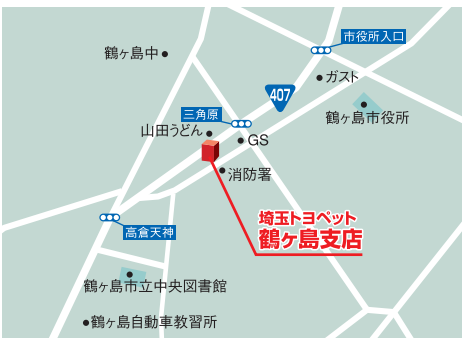 市役所入口
鶴ヶ島中
ガスト
407
鶴ヶ島市役所
三角原
山田うどん
GS
消防署
埼玉トヨペット
鶴ヶ島支店
高倉天神
鶴ヶ島市立中央図書館
鶴ヶ島自動車教習所